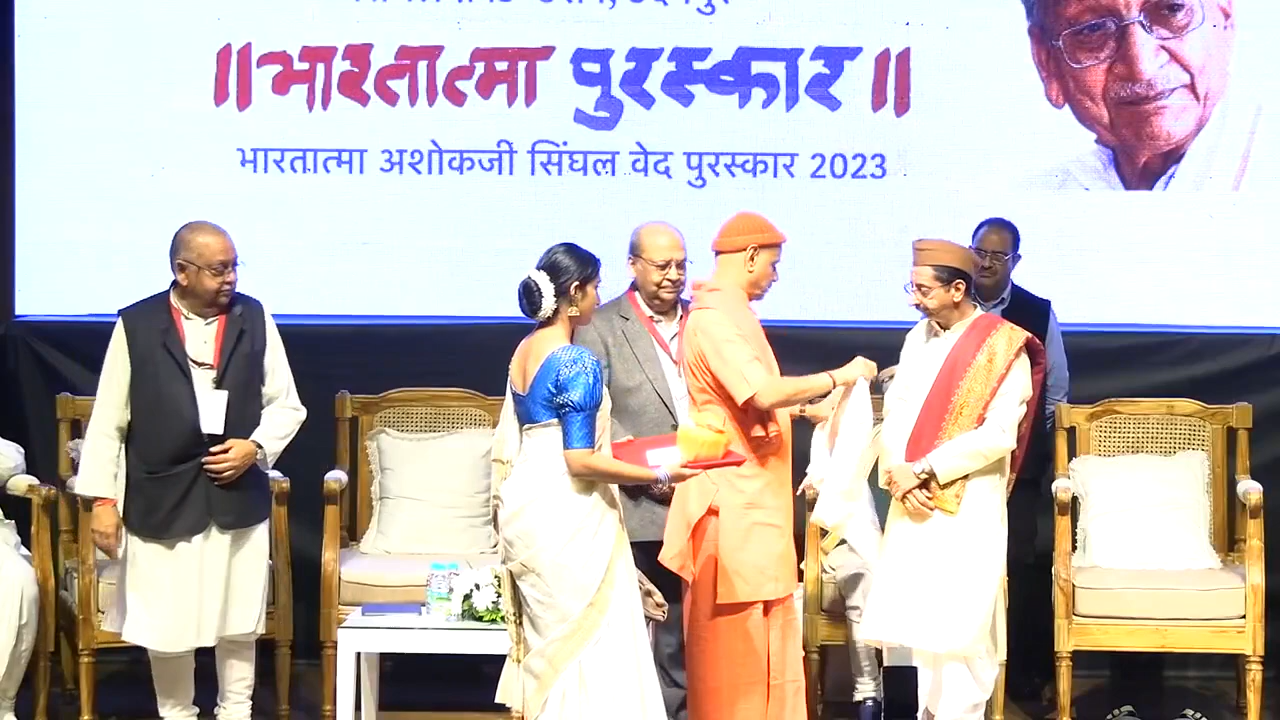 ॥भारतात्मा पुरस्कार॥
भारतात्मा अशोकजी सिंघल वेद पुरस्कार 2023